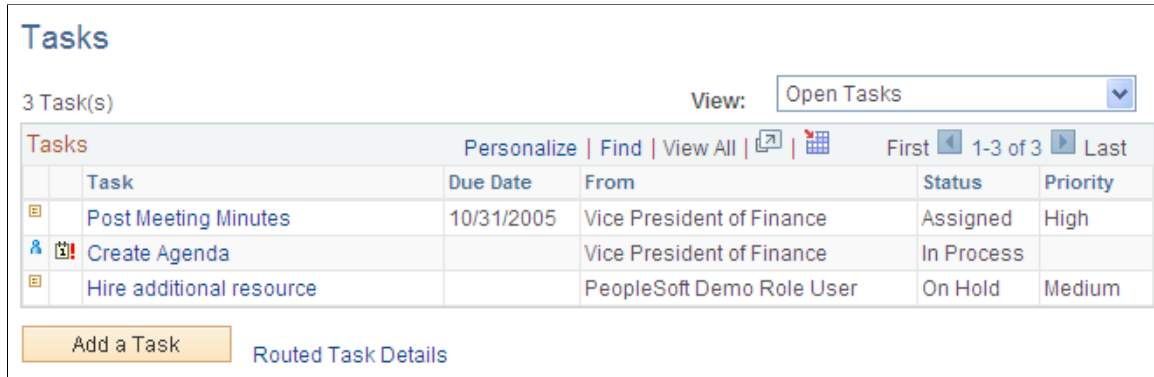 Tasks
3 Task(s) View: Open Tasks
Tasks Personalize | Find | View All | | First 1-3 of 3 Last
Task Due Date From Status Priority
Post Meeting Minutes 10/31/2005 Vice President of Finance Assigned High
Create Agenda Vice President of Finance In Process
Hire additional resource PeopleSoft Demo Role User On Hold Medium
Add a Task Routed Task Details